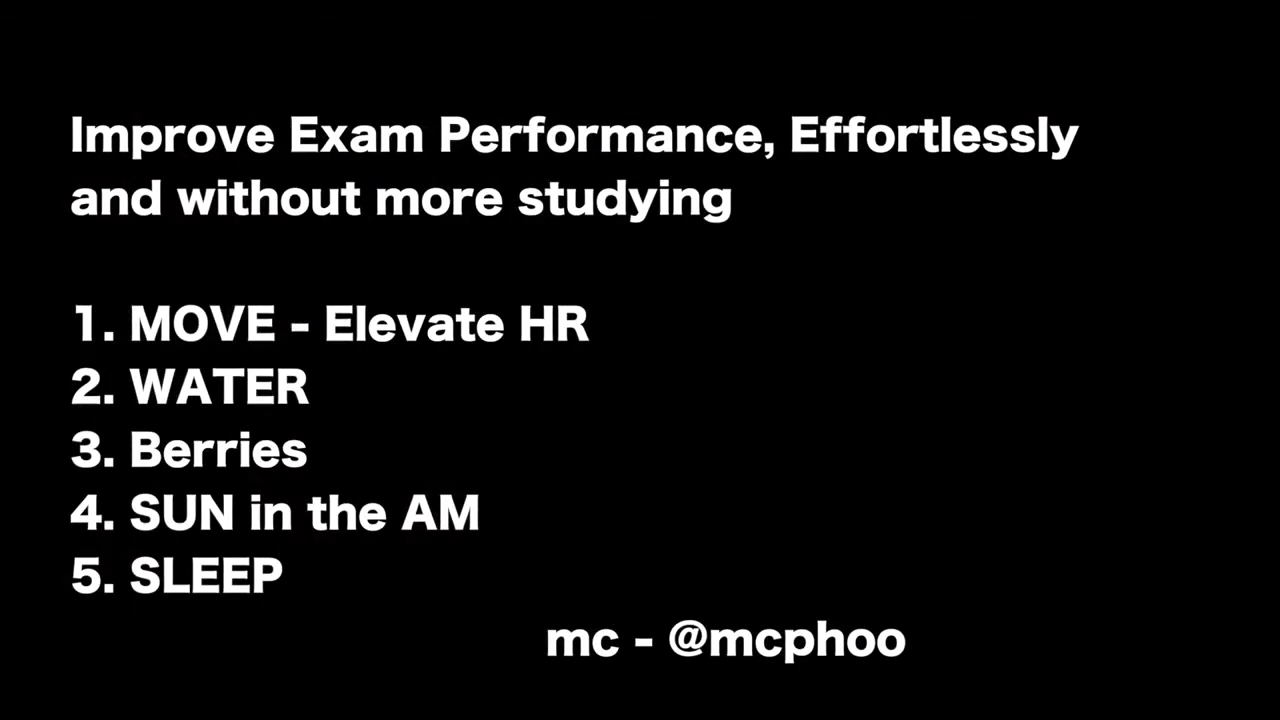 Improve Exam Performance, Effortlessly
and without more studying
1. MOVE - Elevate HR
2. WATER
3. Berries
4. SUN in the AM
5. SLEEP
mc - @mcphoo